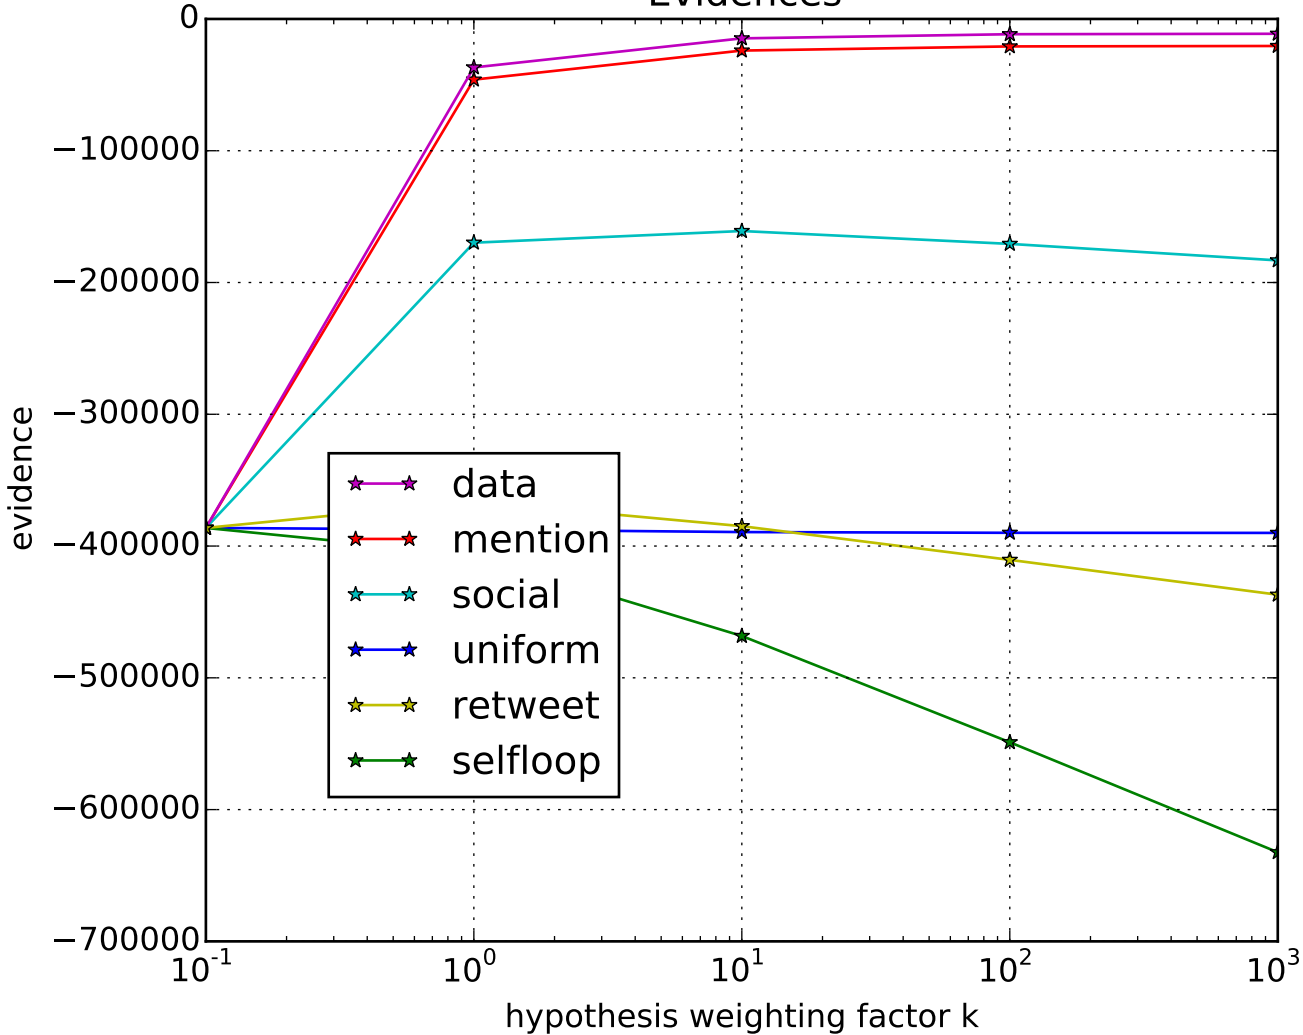 Evidences
0
−100000
−200000
−300000
−400000
−500000
−600000
−700000
evidence
data
mention
social
uniform
retweet
selfloop
10^-1 10^0 10^1 10^2 10^3
hypothesis weighting factor k